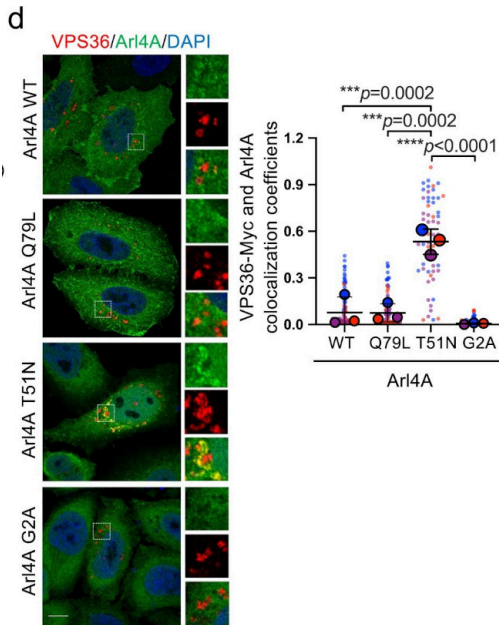 d
VPS36/Arl4A/DAPI
Arl4A WT
Arl4A Q79L
Arl4A T51N
Arl4A G2A
***p=0.0002
***p=0.0002
****p<0.0001
VPS36-Myc and Arl4A
colocalization coefficients
1.2
0.9
0.6
0.3
0.0
WT Q79L T51N G2A
Arl4A